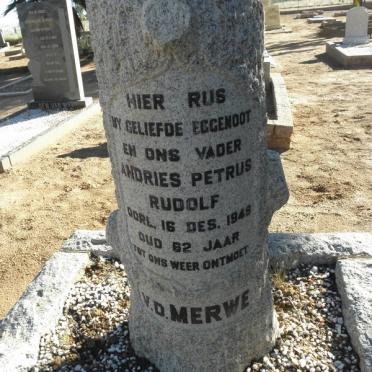 HIER RUS
MY GELIEFDE EGGENOOT
EN ONS VADER
ANDRIES PETRUS
RUDOLF
OORL. 16 DES. 1949
OUD 62 JAAR
TOT ONS WEER ONTMOET
V.D. MERWE